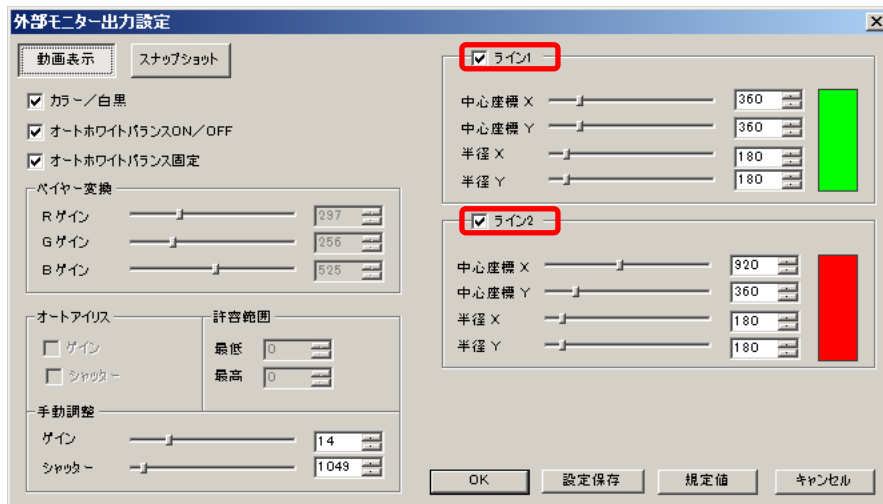 外部モニター出力設定
動画表示
スナップショット
カラー／白黒
オートホワイトバランスON／OFF
オートホワイトバランス固定
ベイヤー変換
Rゲイン 297
Gゲイン 256
Bゲイン 525
オートアイリス
ゲイン
シャッター
許容範囲
最低 0
最高 0
手動調整
ゲイン 14
シャッター 1049
ライン1
中心座標 X 360
中心座標 Y 360
半径 X 180
半径 Y 180
ライン2
中心座標 X 920
中心座標 Y 360
半径 X 180
半径 Y 180
OK
設定保存
規定値
キャンセル